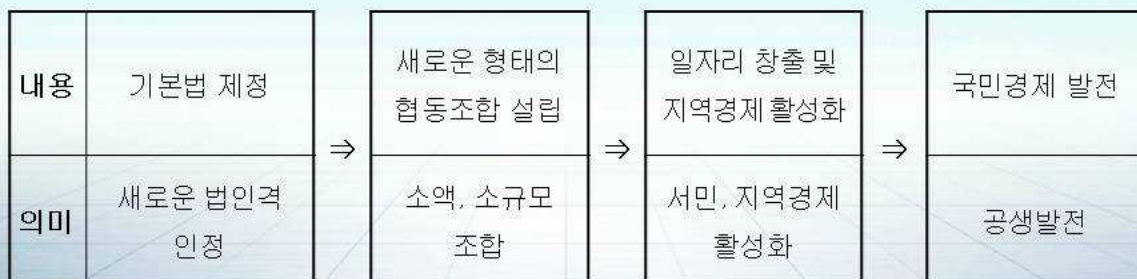 내용
기본법 제정
⇒
새로운 형태의
협동조합 설립
⇒
일자리 창출 및
지역경제 활성화
⇒
국민경제 발전
의미
새로운 법인격
인정
소액, 소규모
조합
서민, 지역경제
활성화
공생발전